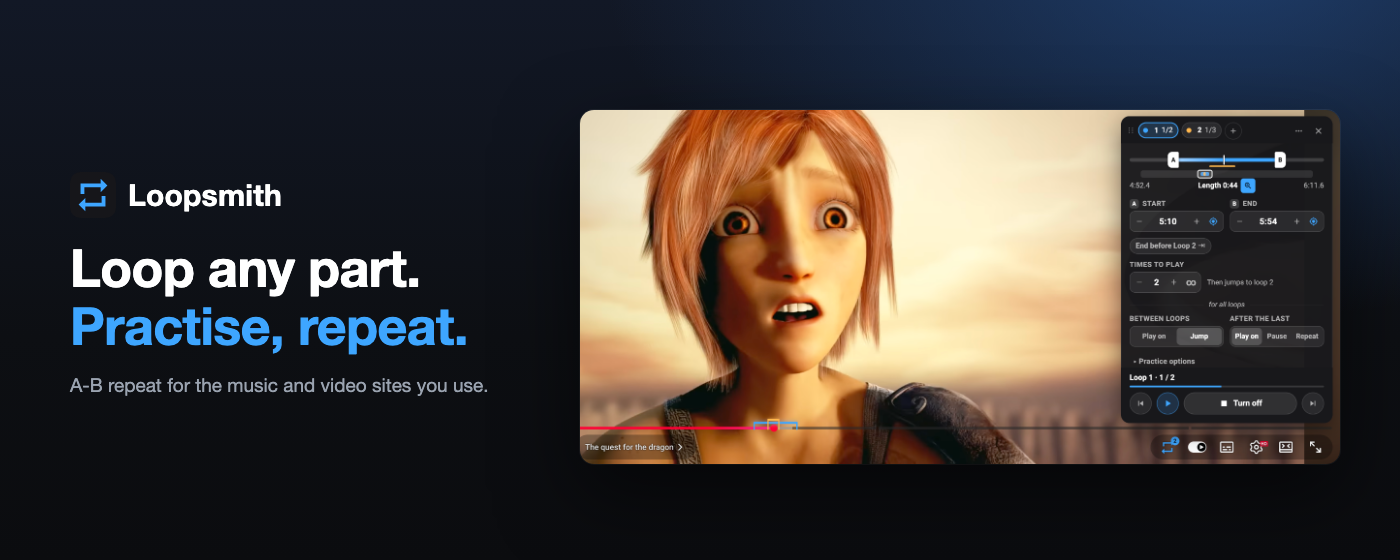 Loopsmith
Loop any part.
Practise, repeat.
A-B repeat for the music and video sites you use.
1 1/2 2 1/3 +
A B
4:52.4 Length 0:44 6:11.6
A START B END
− 5:10 + − 5:54 +
End before Loop 2
TIMES TO PLAY
− 2 + ∞ Then jumps to loop 2
for all loops
BETWEEN LOOPS AFTER THE LAST
Play on Jump Play on Pause Repeat
Practice options
Loop 1 · 1 / 2
Turn off
The quest for the dragon